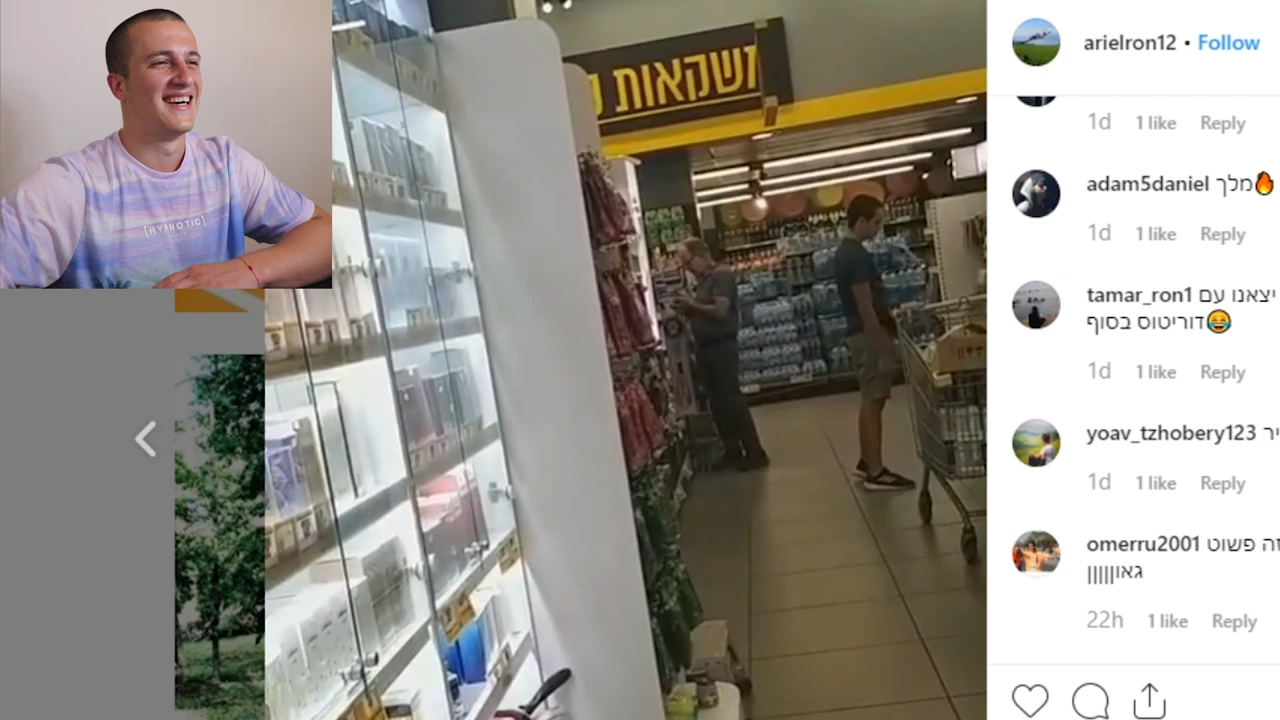 [HYPNOTIC]
משקאות
arielron12 • Follow
1d 1 like Reply
adam5daniel מלך🔥
1d 1 like Reply
tamar_ron1 יצאנו עם
דוריטוס בסוף😂
1d 1 like Reply
yoav_tzhobery123
1d 1 like Reply
omerru2001 זה פשוט
גאווןןןןן
22h 1 like Reply